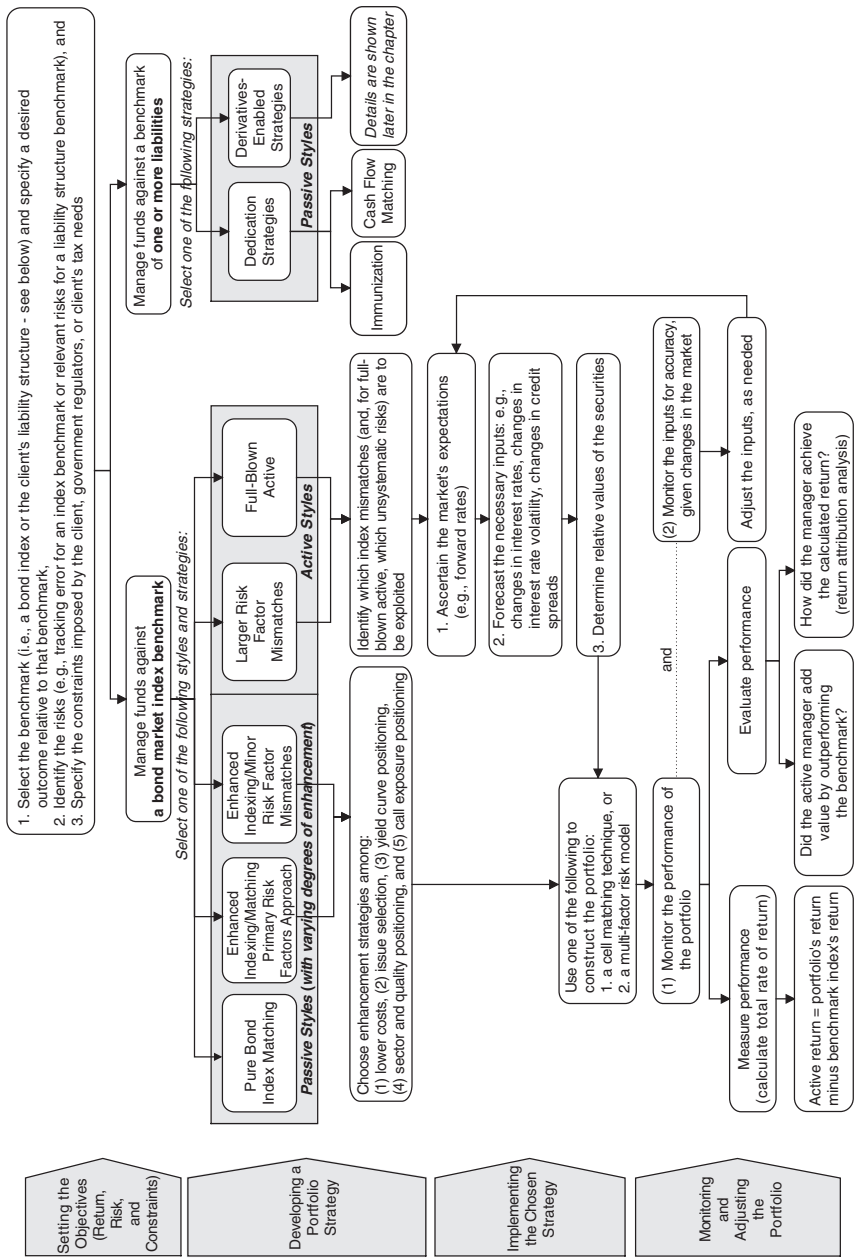 Setting the
Objectives
(Return,
Risk,
and
Constraints)
1. Select the benchmark (i.e., a bond index or the client's liability structure - see below) and specify a desired
outcome relative to that benchmark,
2. Identify the risks (e.g., tracking error for an index benchmark or relevant risks for a liability structure benchmark), and
3. Specify the constraints imposed by the client, government regulators, or client's tax needs
Developing a
Portfolio
Strategy
Manage funds against
a bond market index benchmark
Select one of the following styles and strategies:
Pure Bond
Index Matching
Enhanced
Indexing/Matching
Primary Risk
Factors Approach
Enhanced
Indexing/Minor
Risk Factor
Mismatches
Passive Styles (with varying degrees of enhancement)
Larger Risk
Factor
Mismatches
Full-Blown
Active
Active Styles
Manage funds against a benchmark
of one or more liabilities
Select one of the following strategies:
Dedication
Strategies
Derivatives-
Enabled
Strategies
Passive Styles
Immunization
Cash Flow
Matching
Details are shown
later in the chapter
Choose enhancement strategies among:
(1) lower costs, (2) issue selection, (3) yield curve positioning,
(4) sector and quality positioning, and (5) call exposure positioning
Identify which index mismatches (and, for full-
blown active, which unsystematic risks) are to
be exploited
Implementing
the Chosen
Strategy
1. Ascertain the market's expectations
(e.g., forward rates)
2. Forecast the necessary inputs: e.g.,
changes in interest rates, changes in
interest rate volatility, changes in credit
spreads
3. Determine relative values of the securities
Use one of the following to
construct the portfolio:
1. a cell matching technique, or
2. a multi-factor risk model
Monitoring
and
Adjusting
the
Portfolio
(1) Monitor the performance of
the portfolio
and
(2) Monitor the inputs for accuracy,
given changes in the market
Measure performance
(calculate total rate of return)
Evaluate performance
Adjust the inputs, as needed
Active return = portfolio's return
minus benchmark index's return
Did the active manager add
value by outperforming
the benchmark?
How did the manager achieve
the calculated return?
(return attribution analysis)